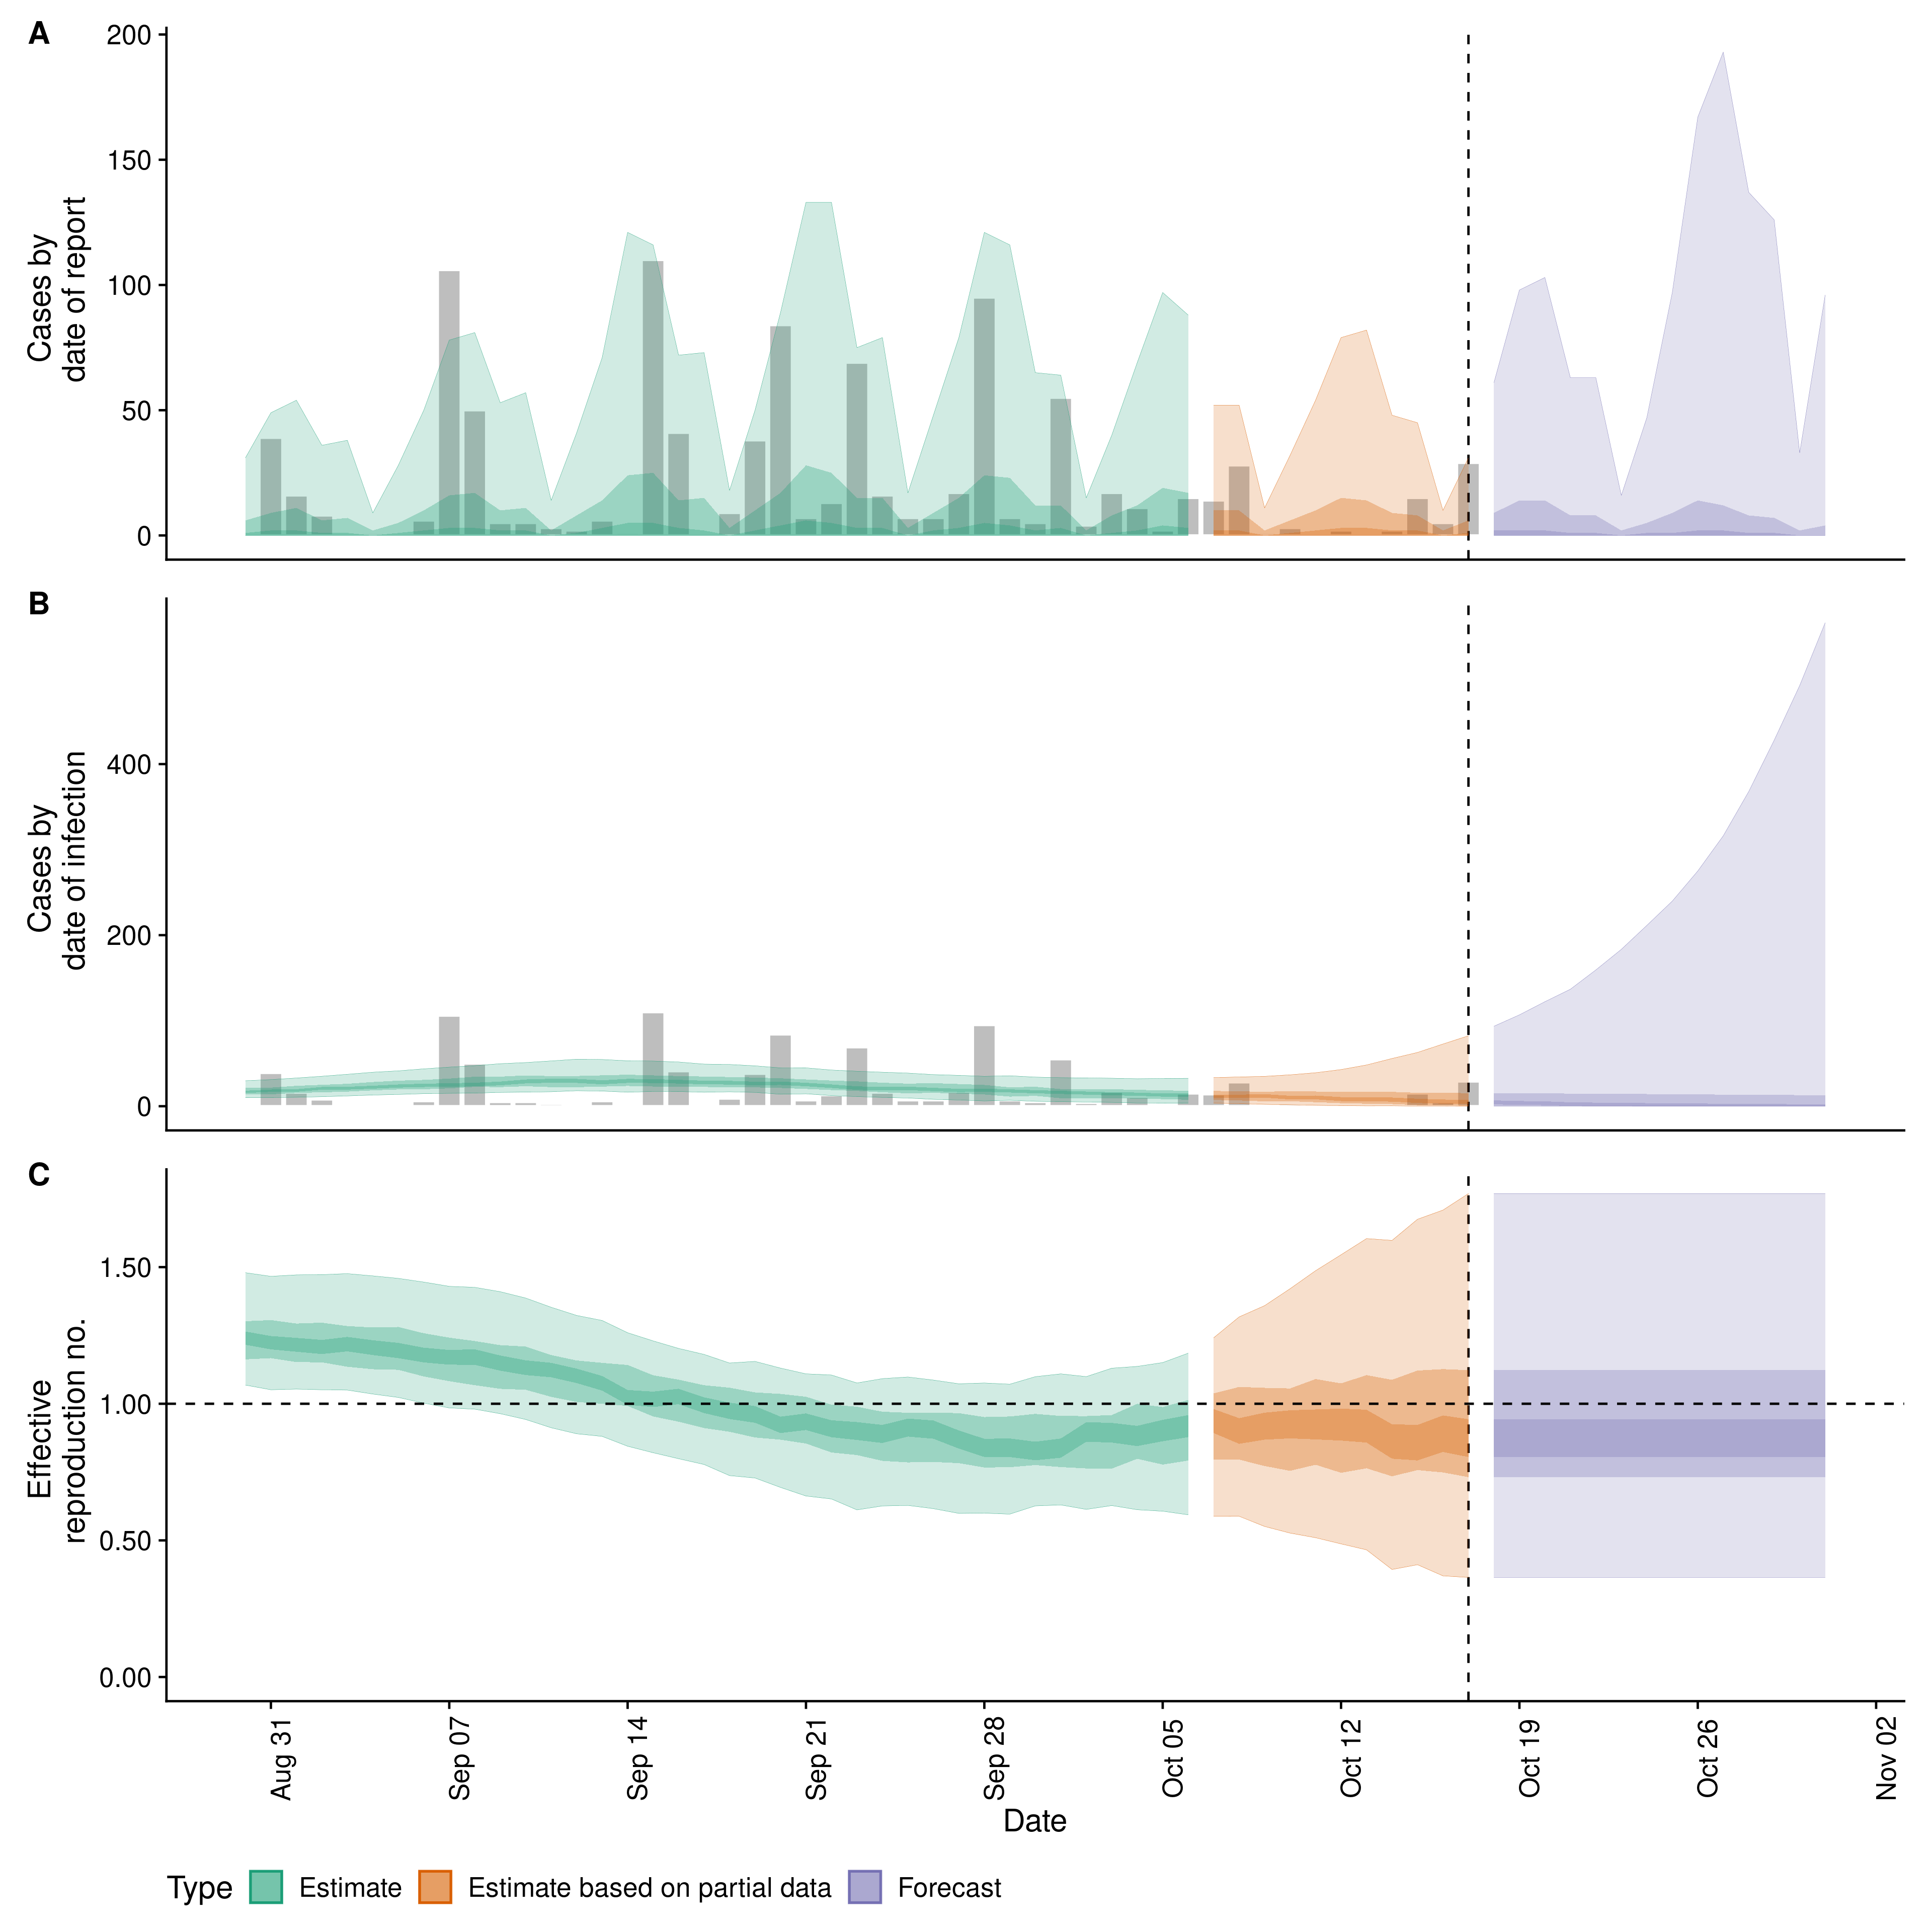 A
Cases by
date of report
200
150
100
50
0
B
Cases by
date of infection
400
200
0
C
Effective
reproduction no.
1.50
1.00
0.50
0.00
Aug 31
Sep 07
Sep 14
Sep 21
Sep 28
Oct 05
Oct 12
Oct 19
Oct 26
Nov 02
Date
Type Estimate Estimate based on partial data Forecast